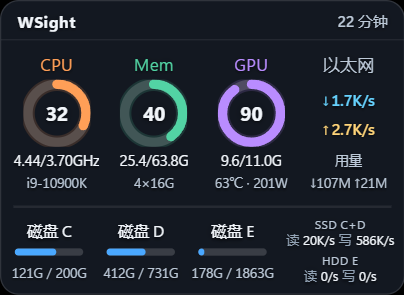 WSight 22 分钟
CPU Mem GPU 以太网
32 40 90
↓1.7K/s
↑2.7K/s
4.44/3.70GHz 25.4/63.8G 9.6/11.0G 用量
i9-10900K 4×16G 63℃ · 201W ↓107M ↑21M
磁盘 C 磁盘 D 磁盘 E
121G / 200G 412G / 731G 178G / 1863G
SSD C+D
读 20K/s 写 586K/s
HDD E
读 0/s 写 0/s